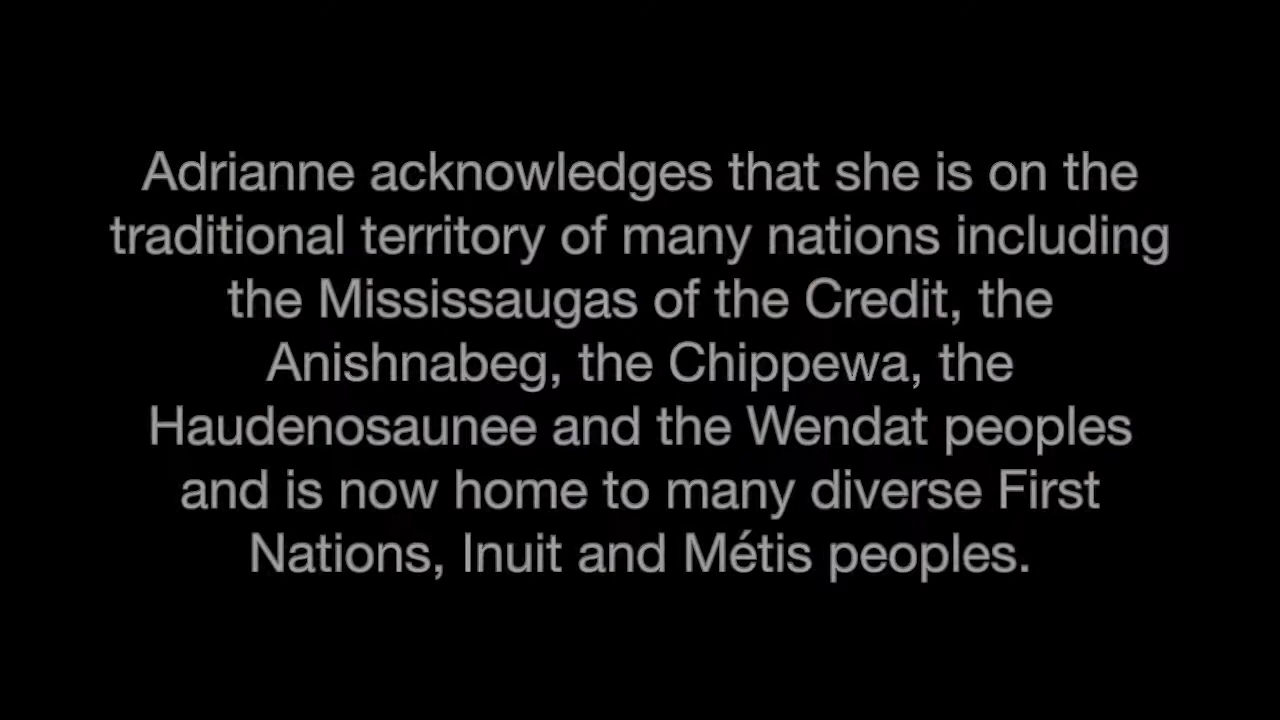 Adrianne acknowledges that she is on the
traditional territory of many nations including
the Mississaugas of the Credit, the
Anishnabeg, the Chippewa, the
Haudenosaunee and the Wendat peoples
and is now home to many diverse First
Nations, Inuit and Métis peoples.